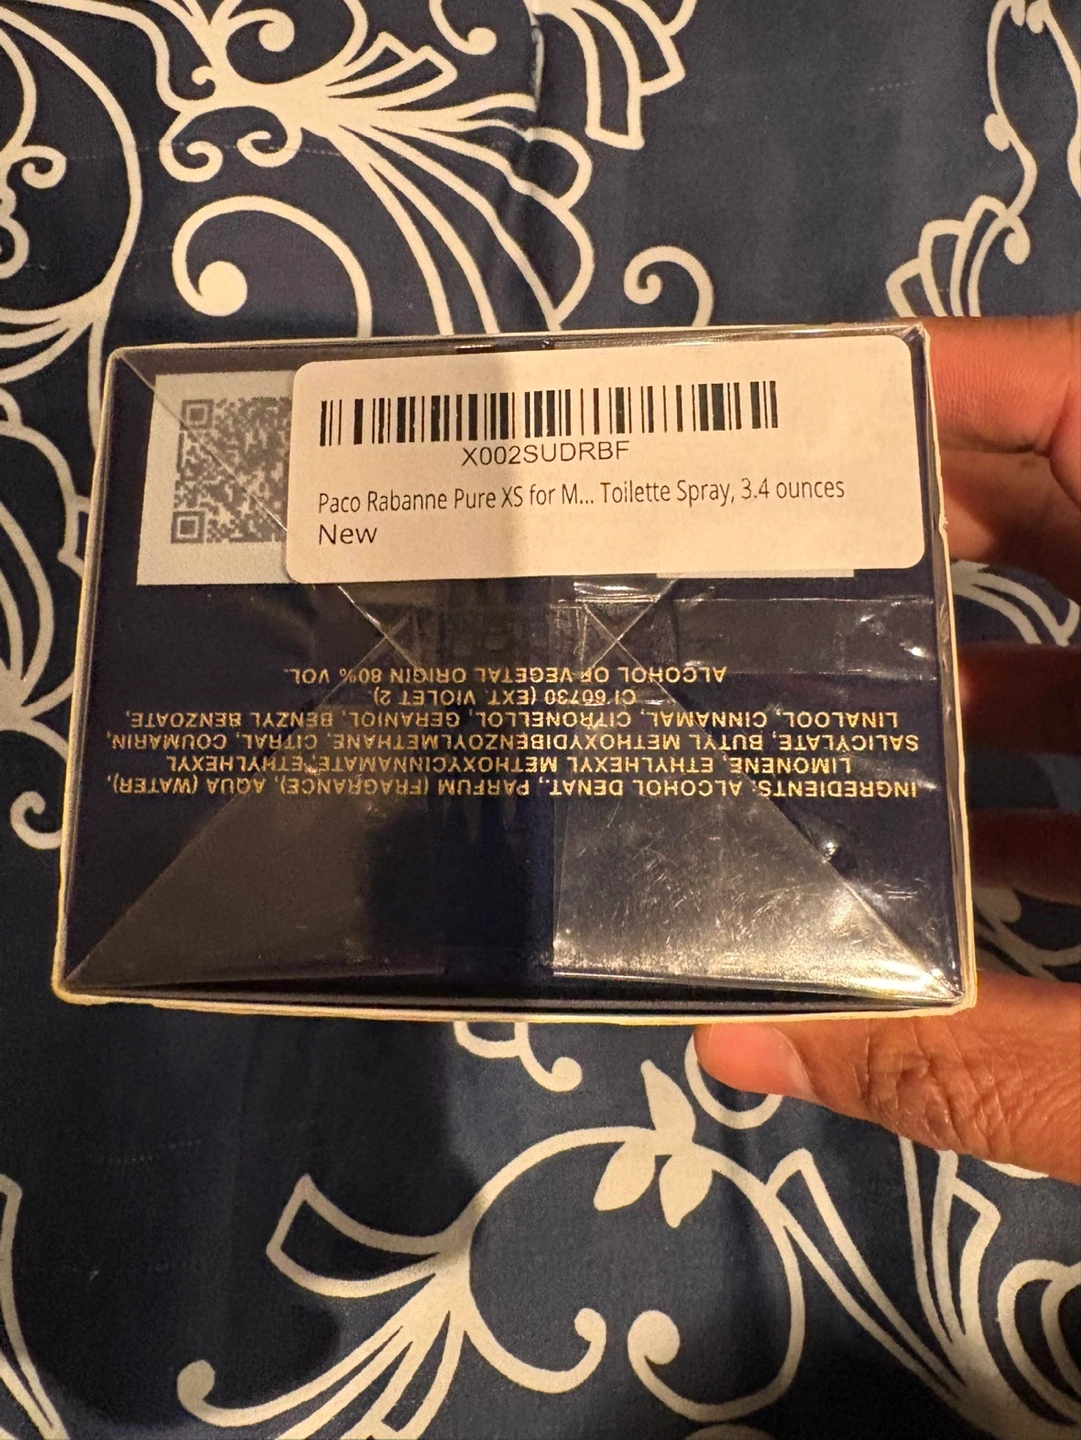 X002SUDRBF
Paco Rabanne Pure XS for M... Toilette Spray, 3.4 ounces
New
INGREDIENTS: ALCOHOL DENAT., PARFUM (FRAGRANCE), AQUA (WATER),
LIMONENE, ETHYLHEXYL METHOXYCINNAMATE, ETHYLHEXYL
SALICYLATE, BUTYL METHOXYDIBENZOYLMETHANE, CITRAL, COUMARIN,
LINALOOL, CINNAMAL, CITRONELLOL, GERANIOL, BENZYL BENZOATE,
CI 60730 (EXT. VIOLET 2).
ALCOHOL OF VEGETAL ORIGIN 80% VOL.